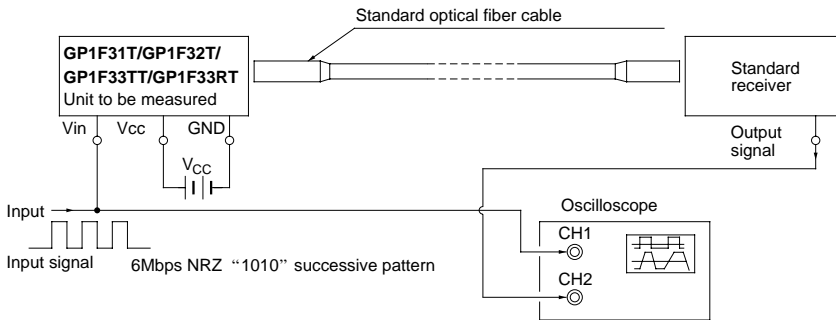 Standard optical fiber cable
GP1F31T/GP1F32T/
GP1F33TT/GP1F33RT
Unit to be measured
Standard
receiver
Vin
Vcc
GND
VCC
Output
signal
Input
Input signal
6Mbps NRZ “1010” successive pattern
Oscilloscope
CH1
CH2